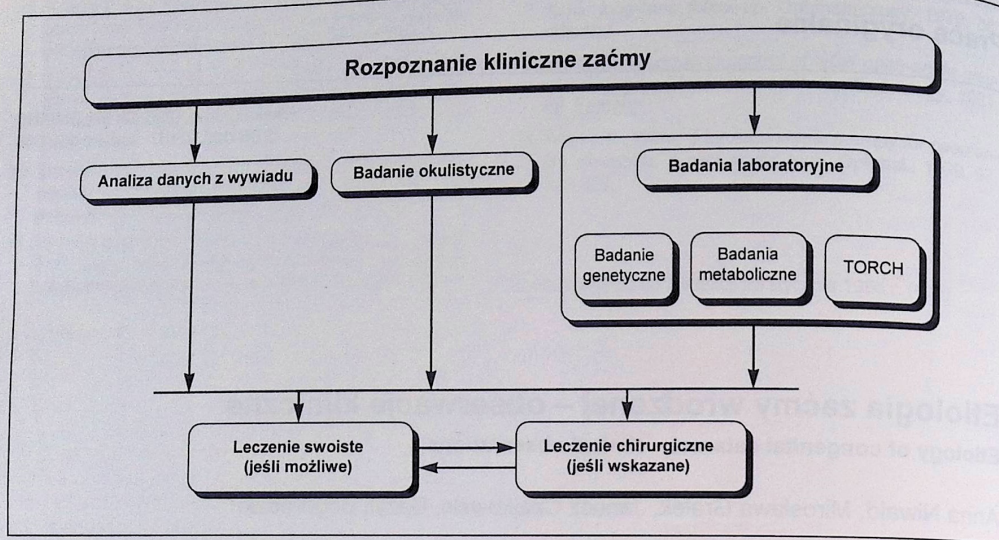 Rozpoznanie kliniczne zaćmy
Analiza danych z wywiadu
Badanie okulistyczne
Badania laboratoryjne
Badanie
genetyczne
Badania
metaboliczne
TORCH
Leczenie swoiste
(jeśli możliwe)
Leczenie chirurgiczne
(jeśli wskazane)